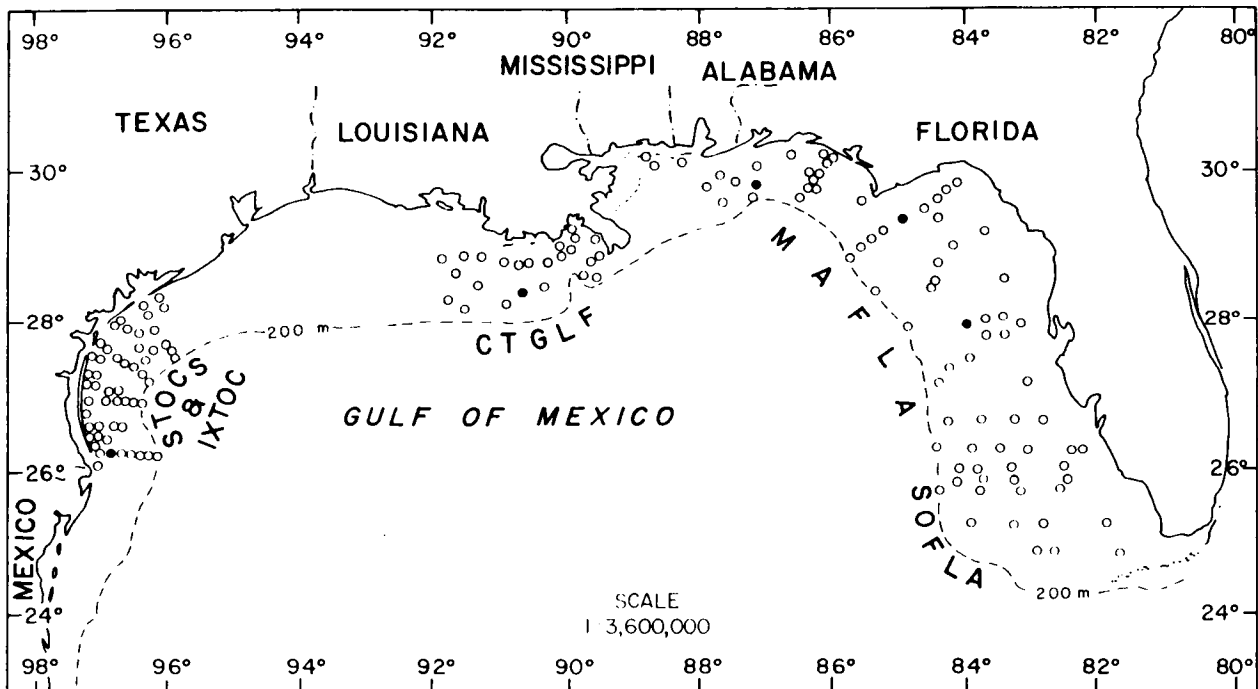 98° 96° 94° 92° 90° 88° 86° 84° 82° 80°
MISSISSIPPI ALABAMA
TEXAS LOUISIANA FLORIDA
30° 30°
MAFLA
28° 200 m CTGLF 28°
STOCS
& IXTOC
GULF OF MEXICO
26° 26°
SOFLA
MEXICO
200 m
24° SCALE 24°
1:3,600,000
98° 96° 94° 92° 90° 88° 86° 84° 82° 80°